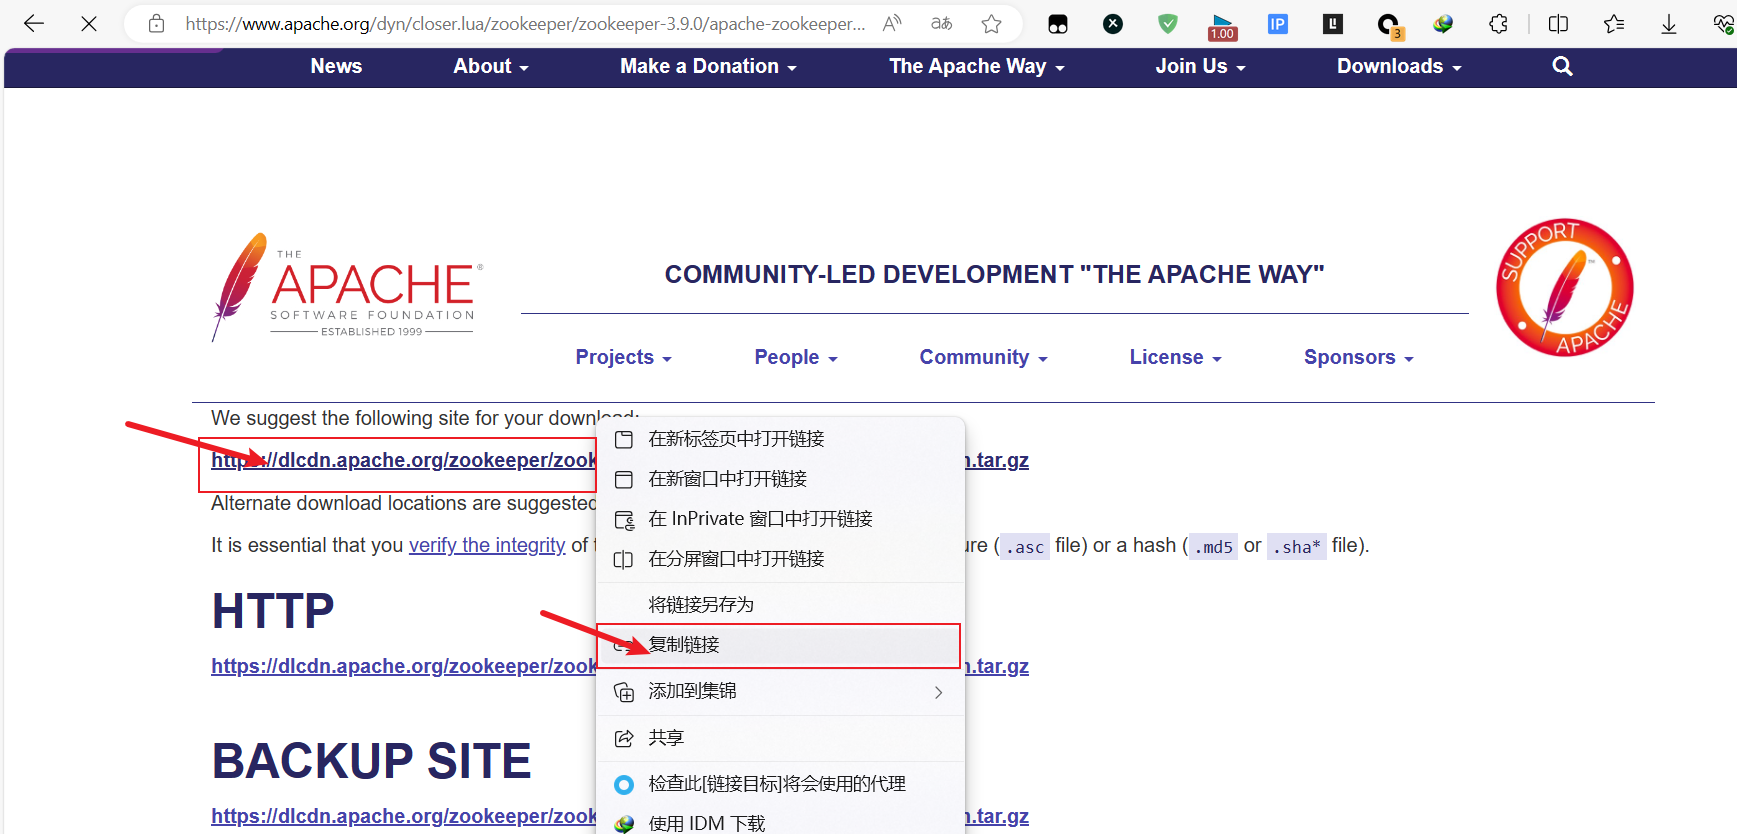 https://www.apache.org/dyn/closer.lua/zookeeper/zookeeper-3.9.0/apache-zookeeper...
A
aあ
1.00
IP
L
3
News
About
Make a Donation
The Apache Way
Join Us
Downloads
THE
APACHE
®
SOFTWARE FOUNDATION
ESTABLISHED 1999
COMMUNITY-LED DEVELOPMENT "THE APACHE WAY"
SUPPORT
APACHE
TM
Projects
People
Community
License
Sponsors
We suggest the following site for your download:
https://dlcdn.apache.org/zookeeper/zook
n.tar.gz
Alternate download locations are suggested
It is essential that you verify the integrity of
ure ( .asc file) or a hash ( .md5 or .sha* file).
HTTP
https://dlcdn.apache.org/zookeeper/zook
n.tar.gz
BACKUP SITE
https://dlcdn.apache.org/zookeeper/zook
n.tar.gz
在新标签页中打开链接
在新窗口中打开链接
在 InPrivate 窗口中打开链接
在分屏窗口中打开链接
将链接另存为
复制链接
添加到集锦
共享
检查此[链接目标]将会使用的代理
使用 IDM 下载